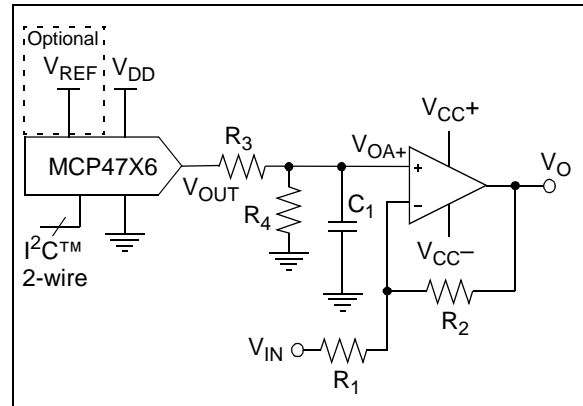 Optional
VREF
VDD
VCC+
R3
VOA+
VO
MCP47X6
+
VOUT
–
R4
C1
I²C™
2-wire
VCC–
R2
VIN
R1